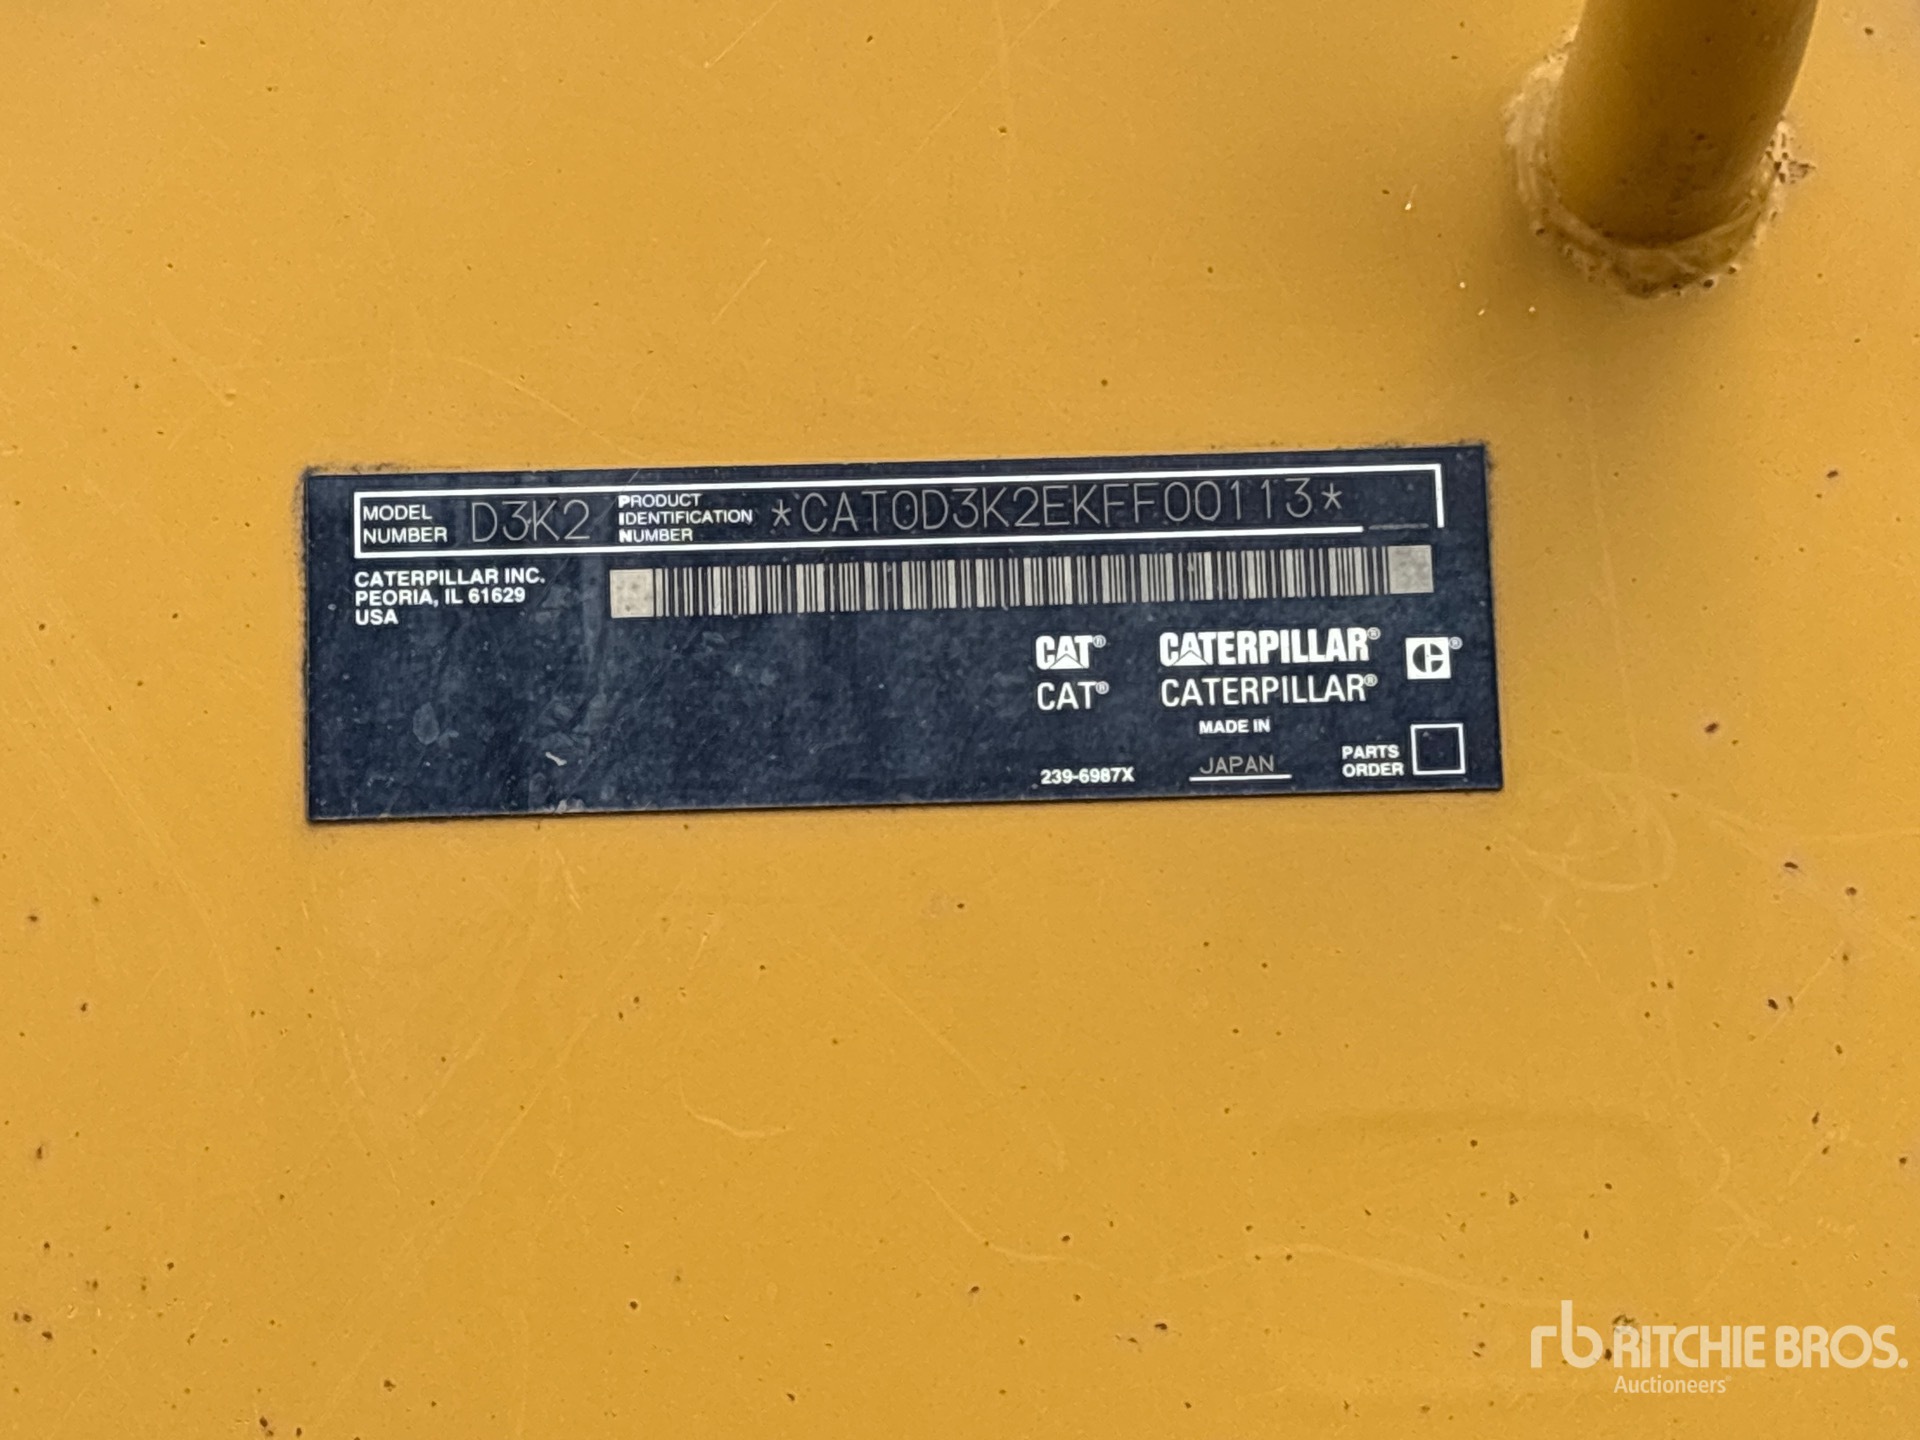 MODEL NUMBER D3K2 PRODUCT IDENTIFICATION NUMBER *CAT0D3K2EKFF00113*
CATERPILLAR INC.
PEORIA, IL 61629
USA
CAT® CATERPILLAR® C®
CAT® CATERPILLAR®
MADE IN
JAPAN
239-6987X
PARTS
ORDER
rb RITCHIE BROS.
Auctioneers